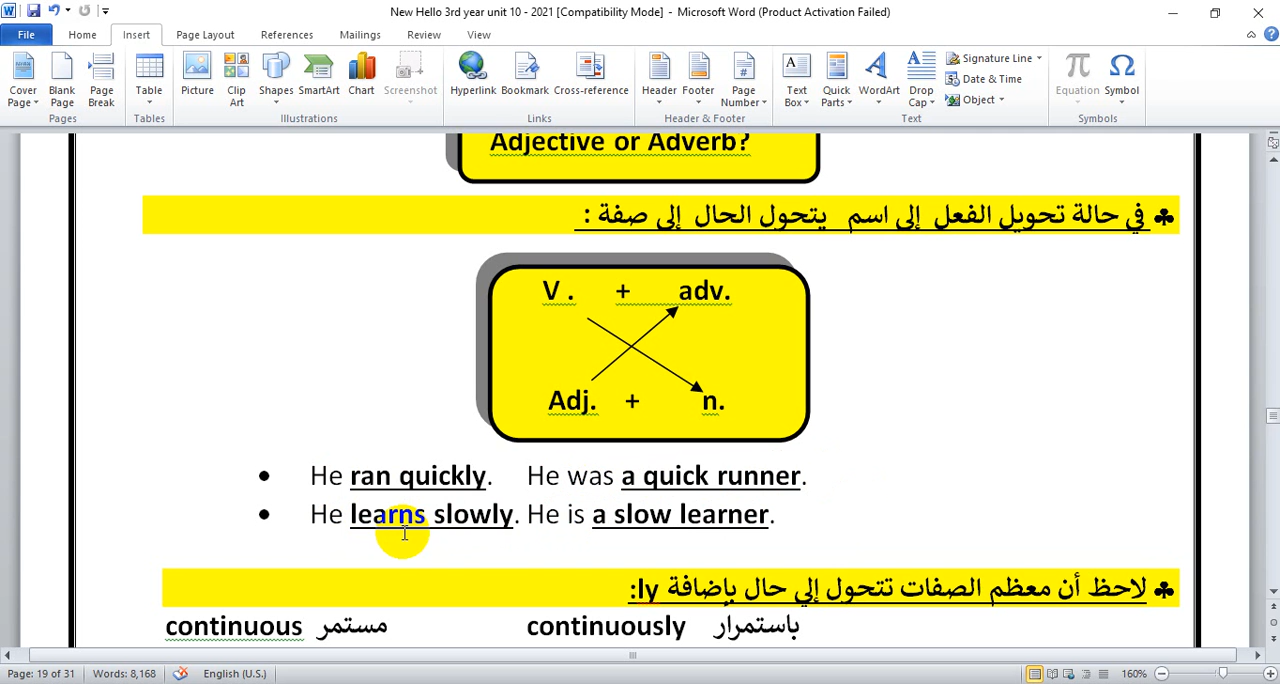 New Hello 3rd year unit 10 - 2021 [Compatibility Mode] - Microsoft Word (Product Activation Failed)
File Home Insert Page Layout References Mailings Review View
Cover Page Blank Page Page Break Table Picture Clip Art Shapes SmartArt Chart Screenshot Hyperlink Bookmark Cross-reference Header Footer Page Number Text Box Quick Parts WordArt Drop Cap Signature Line Date & Time Object Equation Symbol
Pages Tables Illustrations Links Header & Footer Text Symbols
Adjective or Adverb?
♣ في حالة تحويل الفعل إلى اسم يتحول الحال إلى صفة :
V . + adv.
Adj. + n.
• He ran quickly. He was a quick runner.
• He learns slowly. He is a slow learner.
♣ لاحظ أن معظم الصفات تتحول إلي حال بإضافة ly:
continuous مستمر continuously باستمرار
Page: 19 of 31 Words: 8,168 English (U.S.) 160%